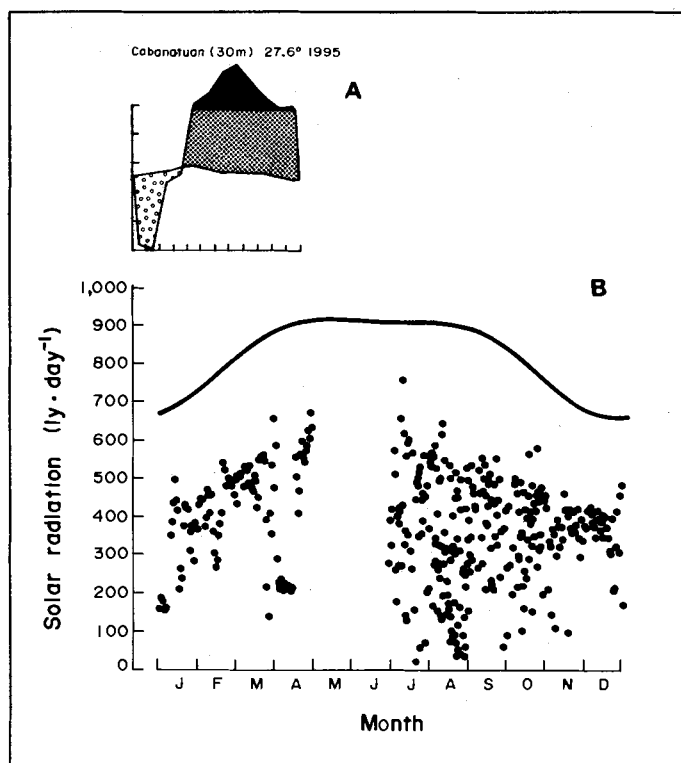 Cabanatuan (30m) 27.6° 1995
A
B
Solar radiation (ly·day⁻¹)
1,000
900
800
700
600
500
400
300
200
100
0
J F M A M J J A S O N D
Month